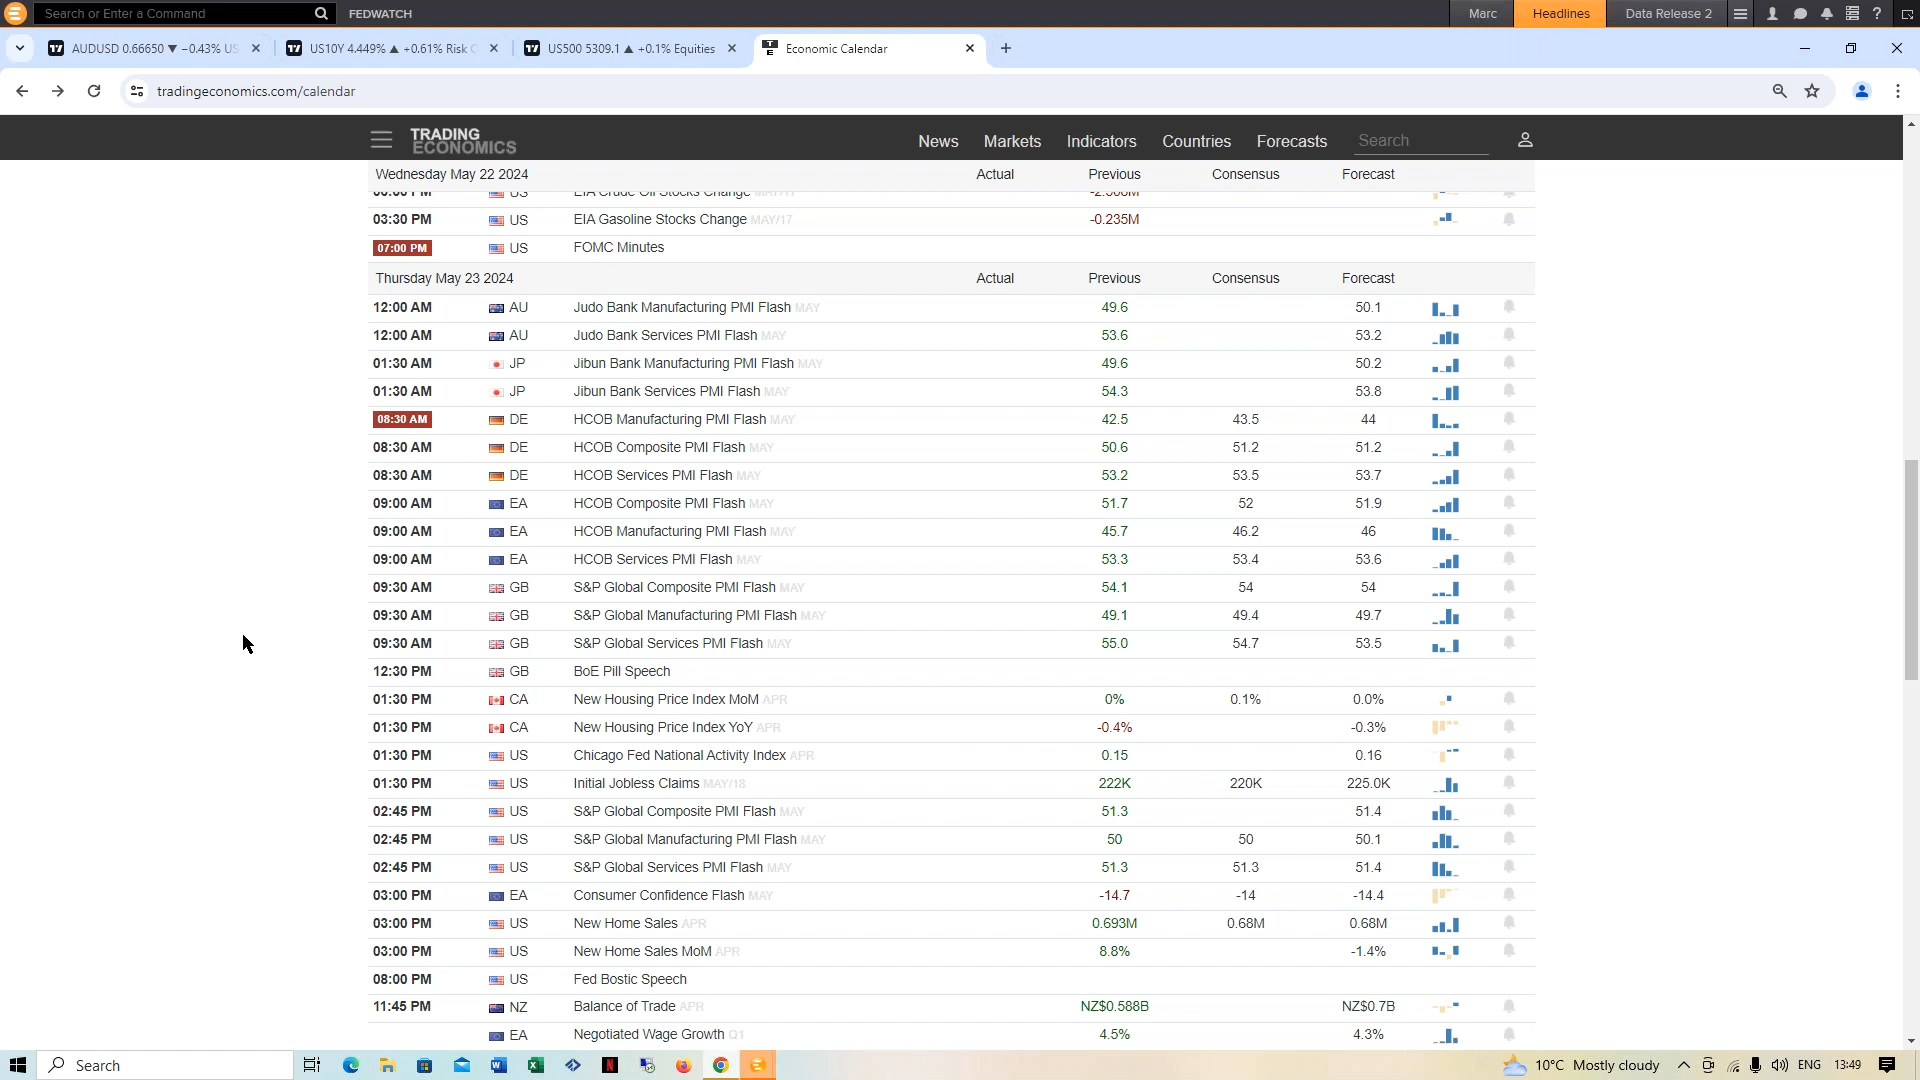 Search or Enter a Command FEDWATCH Marc Headlines Data Release 2 ?
AUDUSD 0.66650 ▼ −0.43% US US10Y 4.449% ▲ +0.61% Risk C US500 5309.1 ▲ +0.1% Equities Economic Calendar
tradingeconomics.com/calendar
TRADING ECONOMICS News Markets Indicators Countries Forecasts Search
Wednesday May 22 2024 Actual Previous Consensus Forecast
US EIA Crude Oil Stocks Change MAY/17
03:30 PM US EIA Gasoline Stocks Change MAY/17 -0.235M
07:00 PM US FOMC Minutes
Thursday May 23 2024 Actual Previous Consensus Forecast
12:00 AM AU Judo Bank Manufacturing PMI Flash MAY 49.6 50.1
12:00 AM AU Judo Bank Services PMI Flash MAY 53.6 53.2
01:30 AM JP Jibun Bank Manufacturing PMI Flash MAY 49.6 50.2
01:30 AM JP Jibun Bank Services PMI Flash MAY 54.3 53.8
08:30 AM DE HCOB Manufacturing PMI Flash MAY 42.5 43.5 44
08:30 AM DE HCOB Composite PMI Flash MAY 50.6 51.2 51.2
08:30 AM DE HCOB Services PMI Flash MAY 53.2 53.5 53.7
09:00 AM EA HCOB Composite PMI Flash MAY 51.7 52 51.9
09:00 AM EA HCOB Manufacturing PMI Flash MAY 45.7 46.2 46
09:00 AM EA HCOB Services PMI Flash MAY 53.3 53.4 53.6
09:30 AM GB S&P Global Composite PMI Flash MAY 54.1 54 54
09:30 AM GB S&P Global Manufacturing PMI Flash MAY 49.1 49.4 49.7
09:30 AM GB S&P Global Services PMI Flash MAY 55.0 54.7 53.5
12:30 PM GB BoE Pill Speech
01:30 PM CA New Housing Price Index MoM APR 0% 0.1% 0.0%
01:30 PM CA New Housing Price Index YoY APR -0.4% -0.3%
01:30 PM US Chicago Fed National Activity Index APR 0.15 0.16
01:30 PM US Initial Jobless Claims MAY/18 222K 220K 225.0K
02:45 PM US S&P Global Composite PMI Flash MAY 51.3 51.4
02:45 PM US S&P Global Manufacturing PMI Flash MAY 50 50 50.1
02:45 PM US S&P Global Services PMI Flash MAY 51.3 51.3 51.4
03:00 PM EA Consumer Confidence Flash MAY -14.7 -14 -14.4
03:00 PM US New Home Sales APR 0.693M 0.68M 0.68M
03:00 PM US New Home Sales MoM APR 8.8% -1.4%
08:00 PM US Fed Bostic Speech
11:45 PM NZ Balance of Trade APR NZ$0.588B NZ$0.7B
EA Negotiated Wage Growth Q1 4.5% 4.3%
Search 10°C Mostly cloudy ENG 13:49